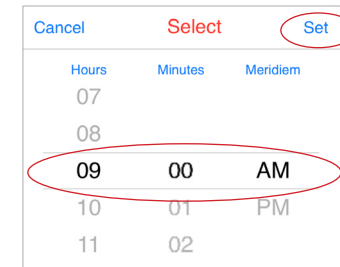 Cancel Select Set
Hours Minutes Meridiem
07
08
09 00 AM
10 01 PM
11 02